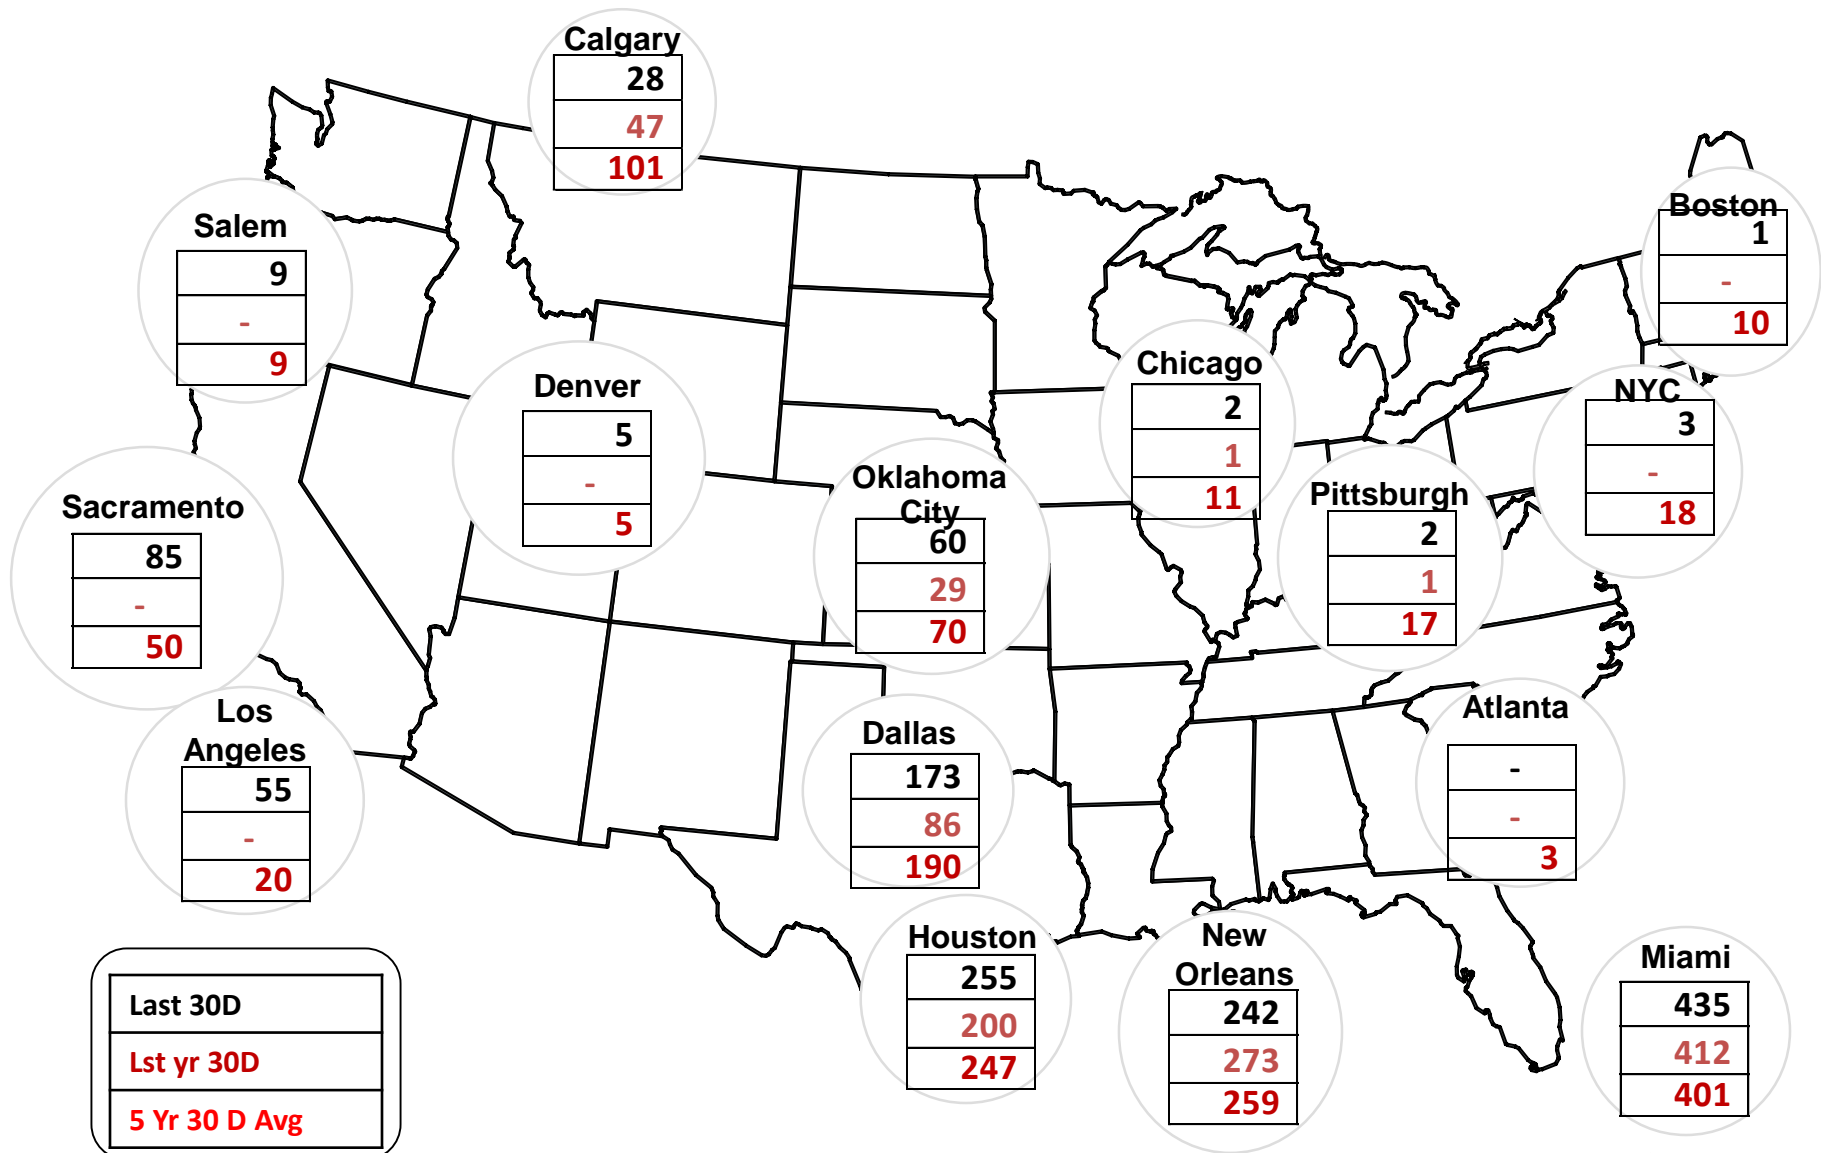 Calgary
28
47
101
Salem
9
-
9
Boston
1
-
10
Denver
5
-
5
Chicago
2
1
11
NYC
3
-
18
Sacramento
85
-
50
Oklahoma
City
60
29
70
Pittsburgh
2
1
17
Los
Angeles
55
-
20
Dallas
173
86
190
Atlanta
-
-
3
Houston
255
200
247
New
Orleans
242
273
259
Miami
435
412
401
Last 30D
Lst yr 30D
5 Yr 30 D Avg